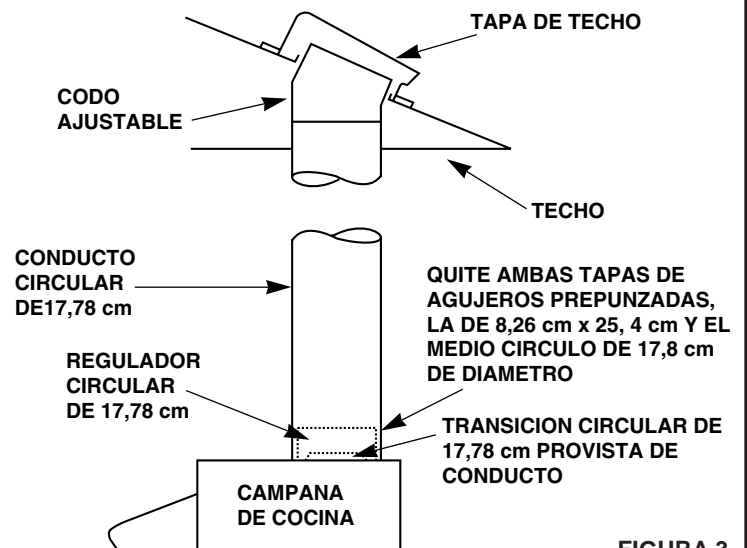 TAPA DE TECHO
CODO
AJUSTABLE
TECHO
CONDUCTO
CIRCULAR
DE17,78 cm
QUITE AMBAS TAPAS DE
AGUJEROS PREPUNZADAS,
LA DE 8,26 cm x 25, 4 cm Y EL
MEDIO CIRCULO DE 17,8 cm
DE DIAMETRO
REGULADOR
CIRCULAR
DE 17,78 cm
TRANSICION CIRCULAR DE
17,78 cm PROVISTA DE
CONDUCTO
CAMPANA
DE COCINA
FIGURA 3